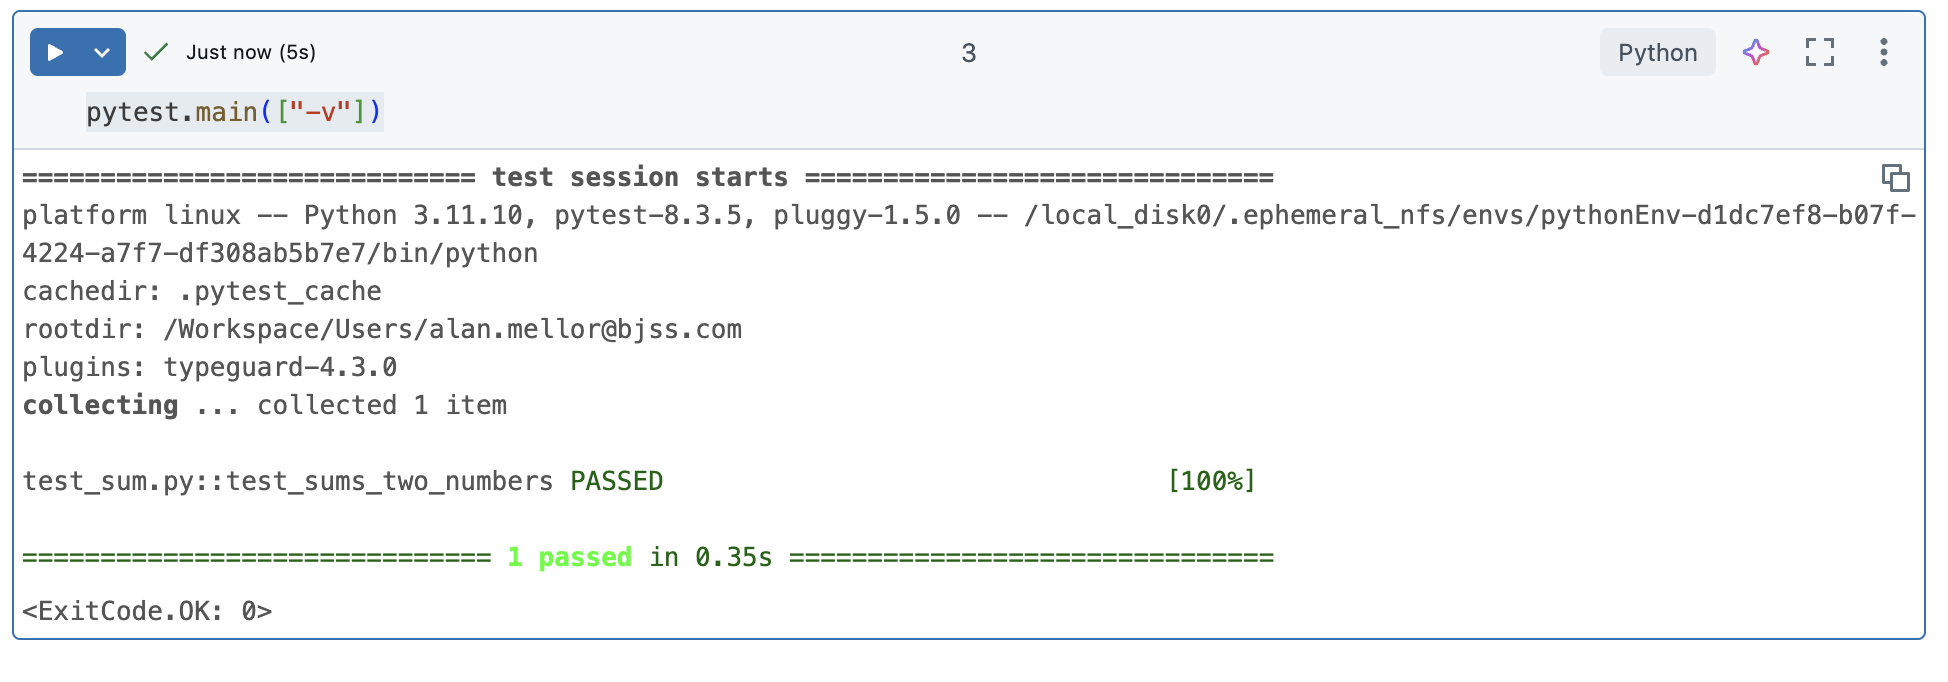 Just now (5s)
3
Python
pytest.main(["-v"])
============================= test session starts ==============================
platform linux -- Python 3.11.10, pytest-8.3.5, pluggy-1.5.0 -- /local_disk0/.ephemeral_nfs/envs/pythonEnv-d1dc7ef8-b07f-
4224-a7f7-df308ab5b7e7/bin/python
cachedir: .pytest_cache
rootdir: /Workspace/Users/alan.mellor@bjss.com
plugins: typeguard-4.3.0
collecting ... collected 1 item
test_sum.py::test_sums_two_numbers PASSED [100%]
============================== 1 passed in 0.35s ===============================
<ExitCode.OK: 0>